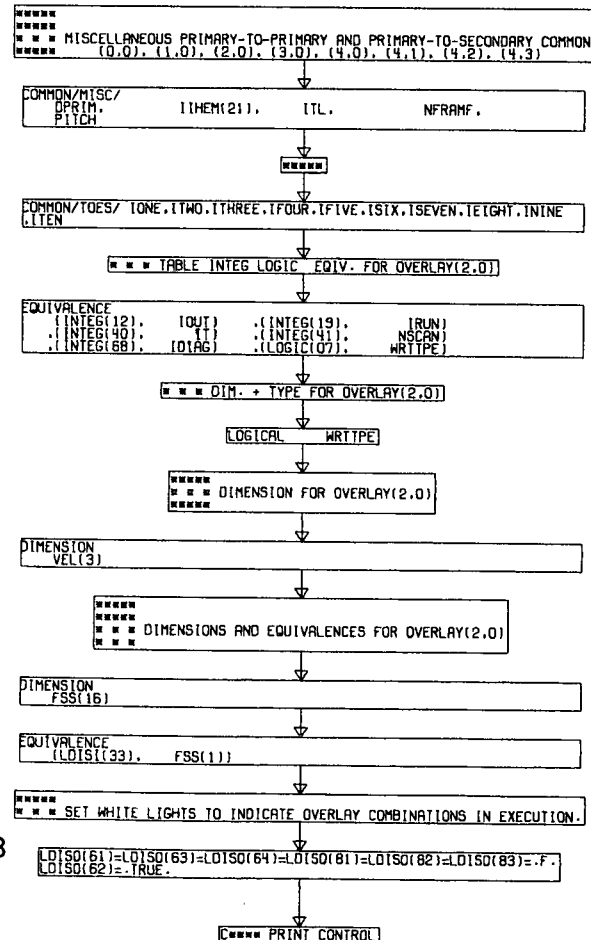 *****
*****
* * *
***** MISCELLANEOUS PRIMARY-TO-PRIMARY AND PRIMARY-TO-SECONDARY COMMON
(0.0), (1.0), (2.0), (3.0), (4.0), (4.1), (4.2), (4.3)
COMMON/MISC/
DPRIM, IIHEM(21), ITL, NFRAMF,
PITCH
*****
COMMON/TOES/ IONE,ITWO,ITHREE,IFOUR,IFIVE,ISIX,ISEVEN,IEIGHT,ININE
,ITEN
* * * TABLE INTEG LOGIC EQIV. FOR OVERLAY(2,0)
EQUIVALENCE
(INTEG(12), IOUT) ,(INTEG(19), IRUN)
,(INTEG(40), IT) ,(INTEG(41), NSCAN)
,(INTEG(68), IDIAG) ,(LOGIC(07), WRTTPE)
* * * DIM. + TYPE FOR OVERLAY(2,0)
LOGICAL WRTTPE
*****
* * * DIMENSION FOR OVERLAY(2,0)
*****
DIMENSION
VEL(3)
*****
*****
* * * DIMENSIONS AND EQUIVALENCES FOR OVERLAY(2,0)
* * *
DIMENSION
FSS(16)
EQUIVALENCE
(LDISI(33), FSS(1))
*****
* * * SET WHITE LIGHTS TO INDICATE OVERLAY COMBINATIONS IN EXECUTION.
LDISO(61)=LDISO(63)=LDISO(64)=LDISO(81)=LDISO(82)=LDISO(83)=.F.
LDISO(62)=.TRUE.
C**** PRINT CONTROL